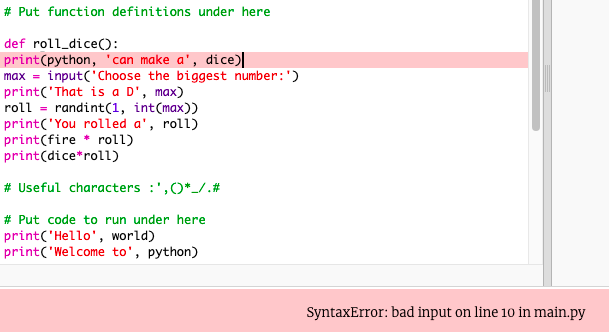 # Put function definitions under here
def roll_dice():
print(python, 'can make a', dice)
max = input('Choose the biggest number:')
print('That is a D', max)
roll = randint(1, int(max))
print('You rolled a', roll)
print(fire * roll)
print(dice*roll)
# Useful characters :',()*_/.#
# Put code to run under here
print('Hello', world)
print('Welcome to', python)
SyntaxError: bad input on line 10 in main.py